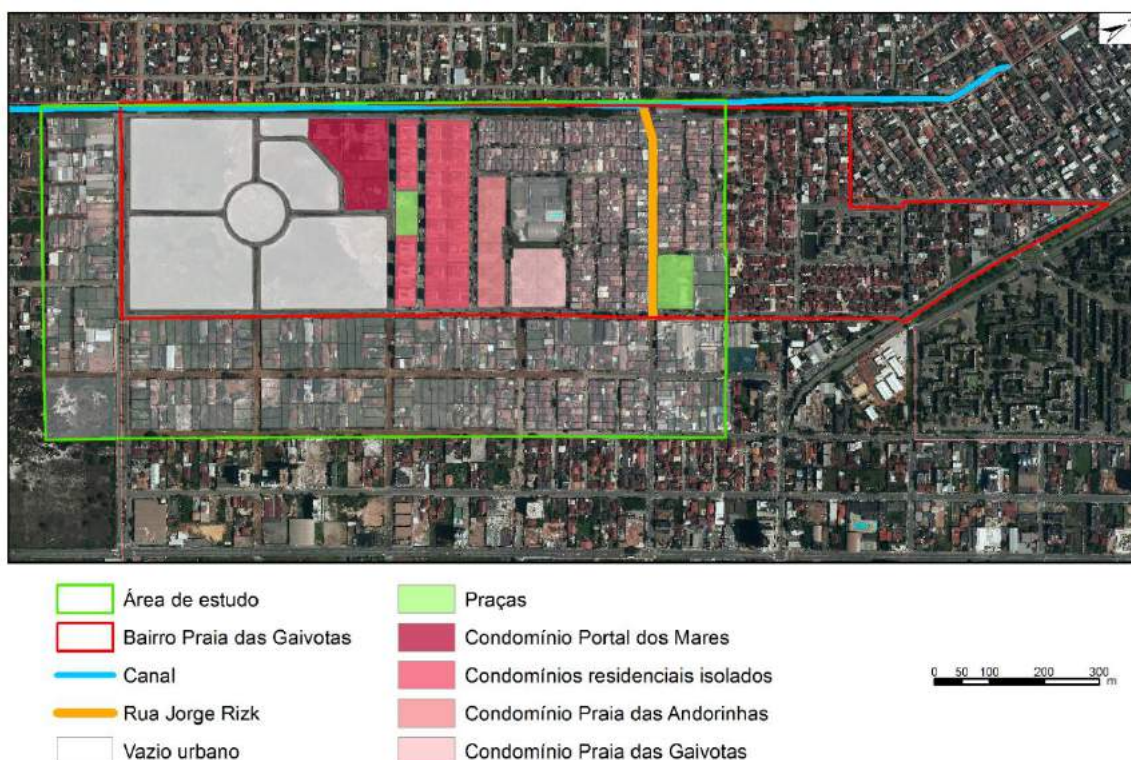 Área de estudo
Bairro Praia das Gaivotas
Canal
Rua Jorge Rizk
Vazio urbano
Praças
Condomínio Portal dos Mares
Condomínios residenciais isolados
Condomínio Praia das Andorinhas
Condomínio Praia das Gaivotas
0 50 100 200 300
m